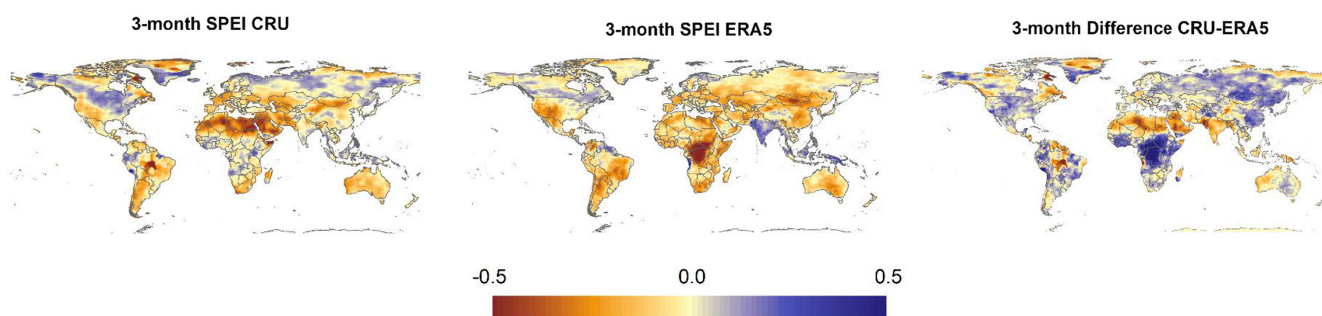 3-month SPEI CRU
3-month SPEI ERA5
3-month Difference CRU-ERA5
-0.5 0.0 0.5